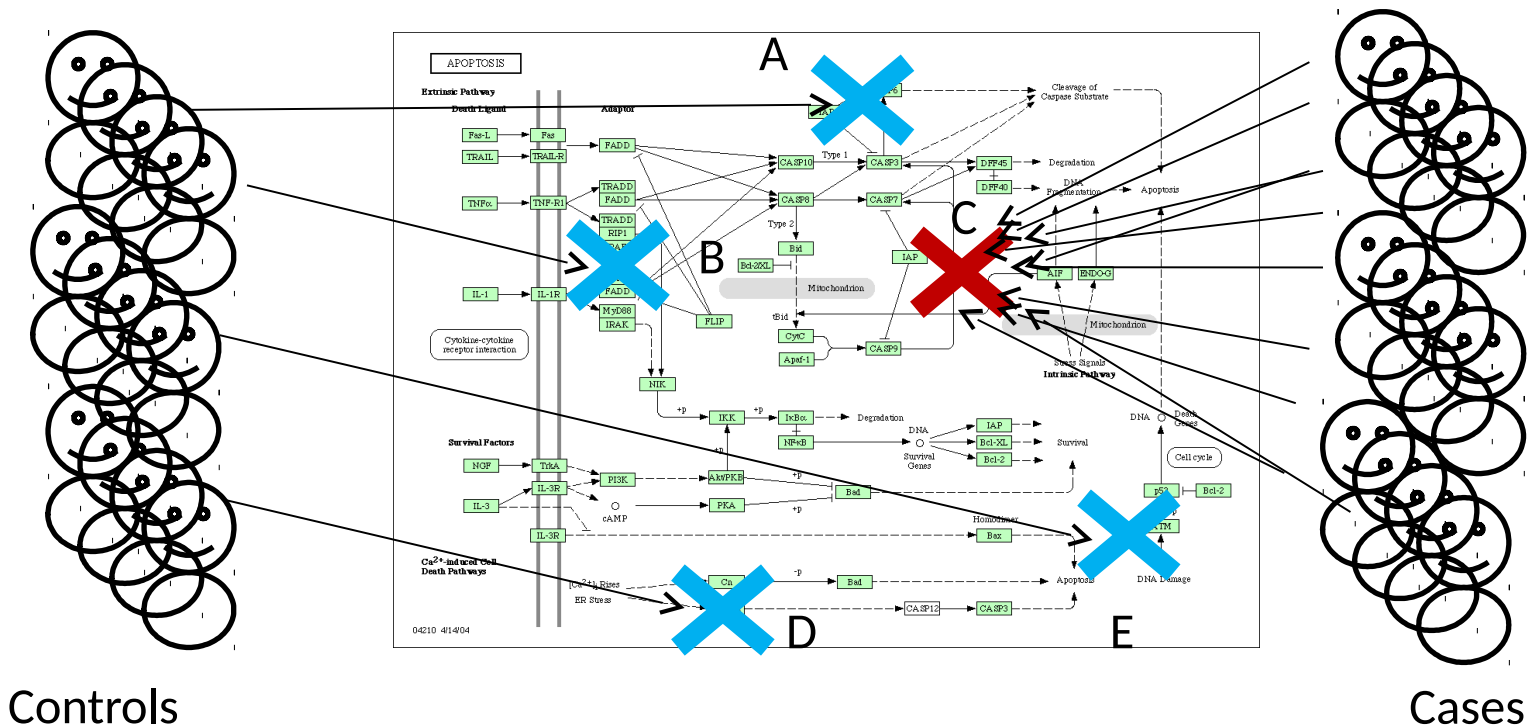 A
APOPTOSIS
Extrinsic Pathway
Death Ligand
Adaptor
Cleavage of
Caspase Substrate
Fas-L
Fas
FADD
TRAIL
TRAIL-R
CASP10
Type 1
CASP3
DFF45
Degradation
TRADD
FADD
DFF40
DNA
Fragmentation
Apoptosis
TNFα
TNF-R1
CASP8
CASP7
TRADD
RIP1
Type 2
C
B
Bid
IAP
Bcl-2/XL
AIF
ENDO-G
Mitochondrion
IL-1
IL-1R
FADD
MyD88
IRAK
FLIP
tBid
Mitochondrion
Cytokine-cytokine
receptor interaction
CytC
CASP9
Apaf-1
Stress Signals
Intrinsic Pathway
NIK
+p
+p
IKK
IκBα
Degradation
DNA
Death
Genes
DNA
IAP
Survival Factors
NFκB
Bcl-XL
Survival
Survival
Genes
Bcl-2
Cell cycle
+p
NGF
TrkA
PI3K
Akt/PKB
+p
Bad
IL-3R
p53
Bcl-2
IL-3
cAMP
PKA
+p
Homodimer
IL-3R
Bax
Ca2+-induced Cell
Death Pathways
[Ca2+]i Rises
Cn
-p
Bad
Apoptosis
DNA Damage
ER Stress
CASP12
CASP3
04210 4/14/04
D
E
Controls
Cases